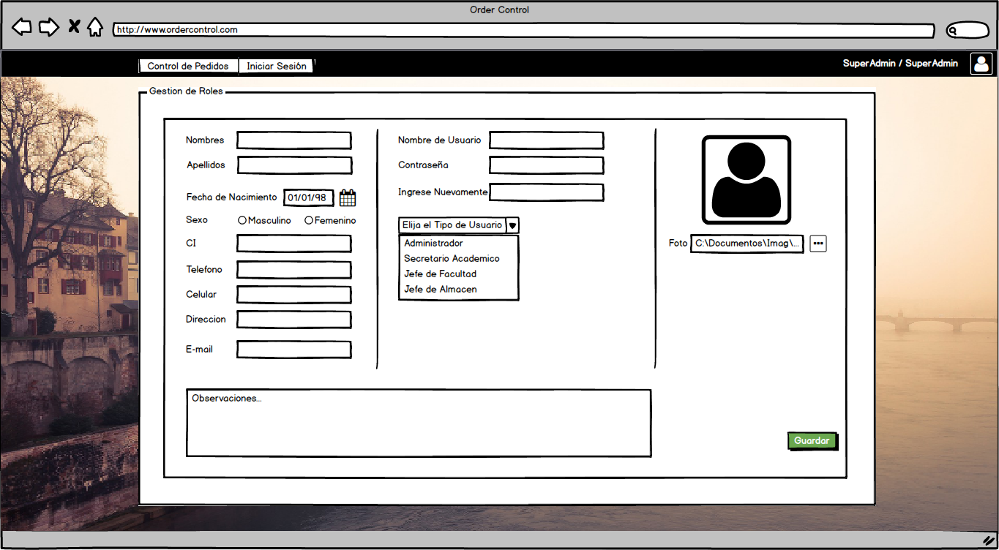 Order Control
http://www.ordercontrol.com
Control de Pedidos
Iniciar Sesión
SuperAdmin / SuperAdmin
Gestion de Roles
Nombres
Apellidos
Fecha de Nacimiento 01/01/98
Sexo Masculino Femenino
CI
Telefono
Celular
Direccion
E-mail
Nombre de Usuario
Contraseña
Ingrese Nuevamente
Elija el Tipo de Usuario
Administrador
Secretario Academico
Jefe de Facultad
Jefe de Almacen
Foto C:\Documentos\Imag\...
Observaciones...
Guardar